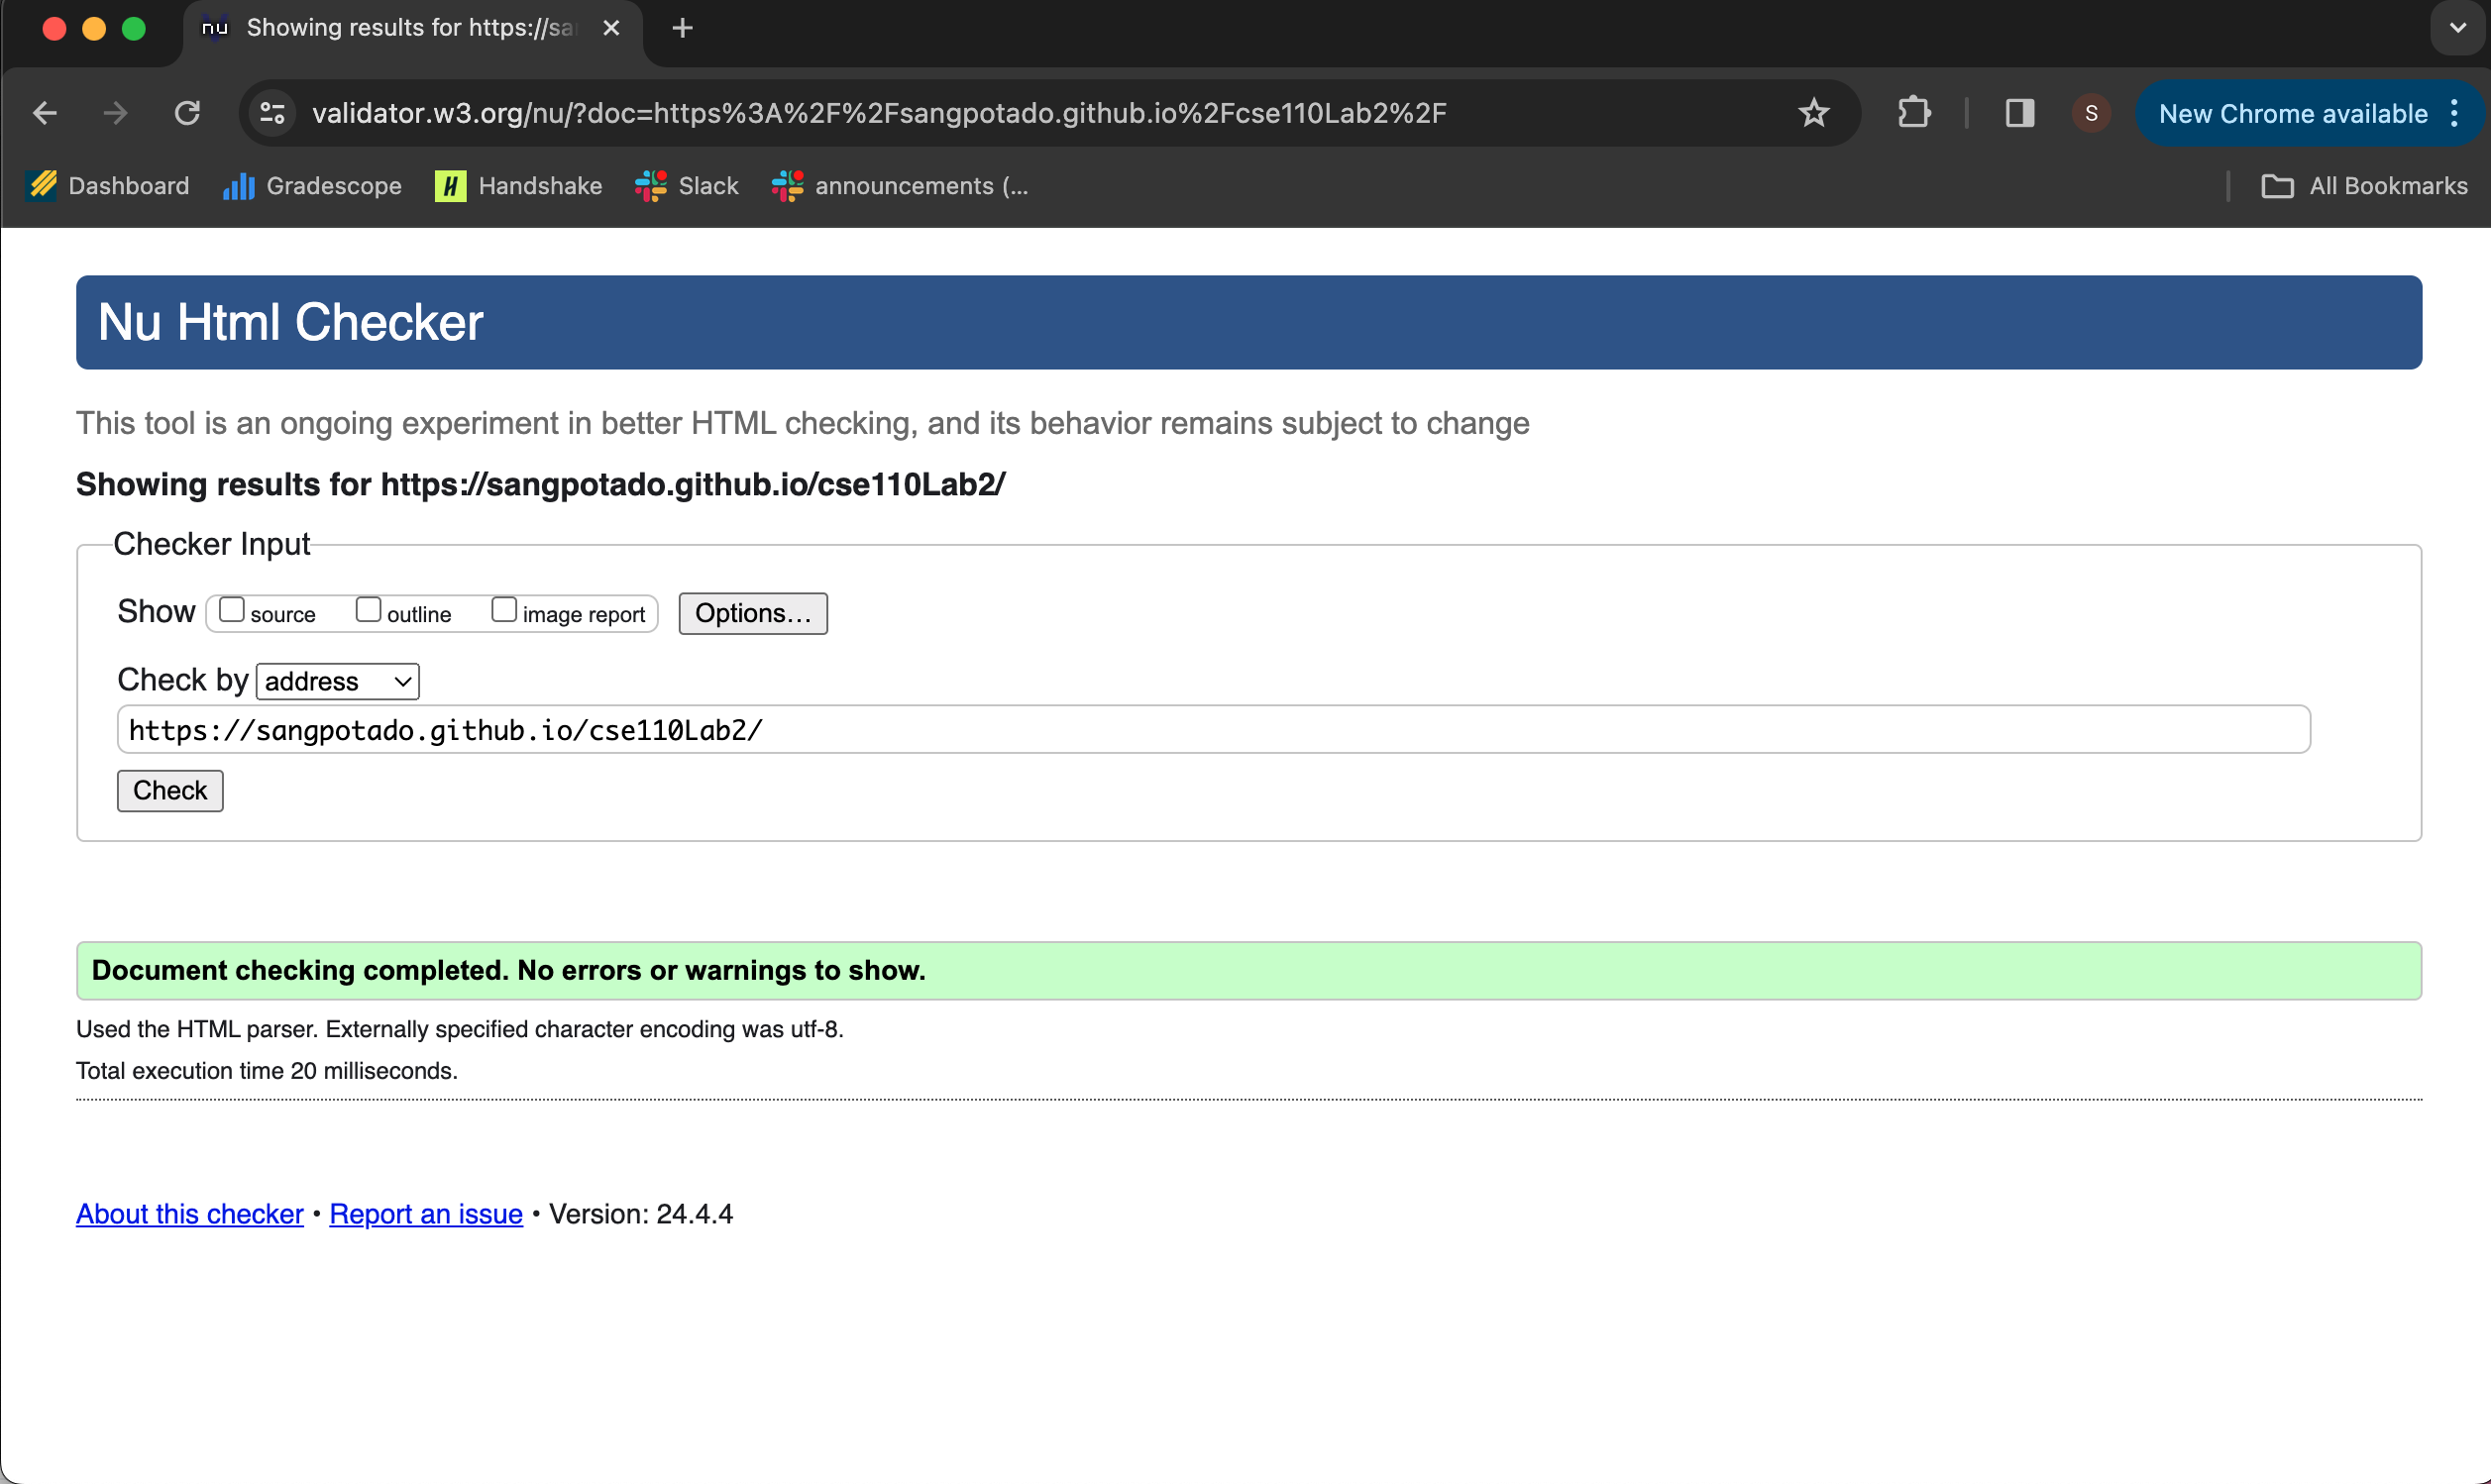 nu Showing results for https://sa
validator.w3.org/nu/?doc=https%3A%2F%2Fsangpotado.github.io%2Fcse110Lab2%2F S New Chrome available
Dashboard Gradescope H Handshake Slack announcements (... All Bookmarks
Nu Html Checker
This tool is an ongoing experiment in better HTML checking, and its behavior remains subject to change
Showing results for https://sangpotado.github.io/cse110Lab2/
Checker Input
Show source outline image report Options...
Check by address
https://sangpotado.github.io/cse110Lab2/
Check
Document checking completed. No errors or warnings to show.
Used the HTML parser. Externally specified character encoding was utf-8.
Total execution time 20 milliseconds.
About this checker • Report an issue • Version: 24.4.4